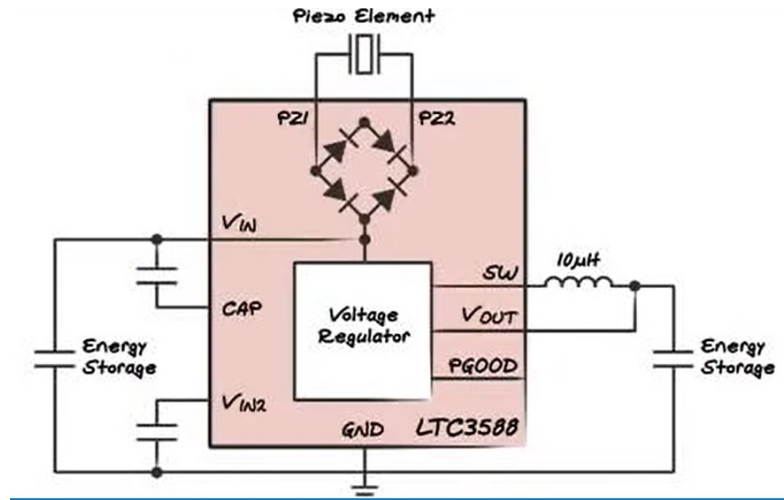 Piezo Element
PZ1
PZ2
VIN
SW
10μH
CAP
Voltage
Regulator
VOUT
Energy
Storage
PGOOD
Energy
Storage
VIN2
GND
LTC3588